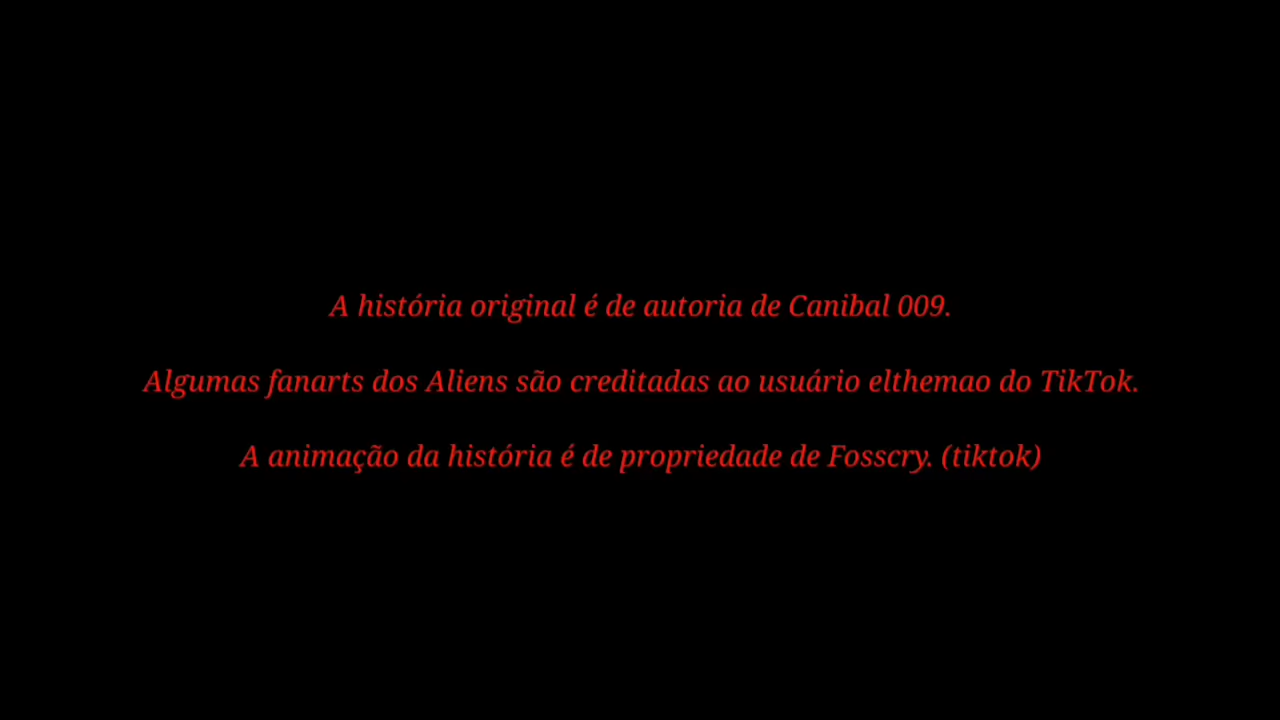 A história original é de autoria de Canibal 009.
Algumas fanarts dos Aliens são creditadas ao usuário elthemao do TikTok.
A animação da história é de propriedade de Fosscry. (tiktok)